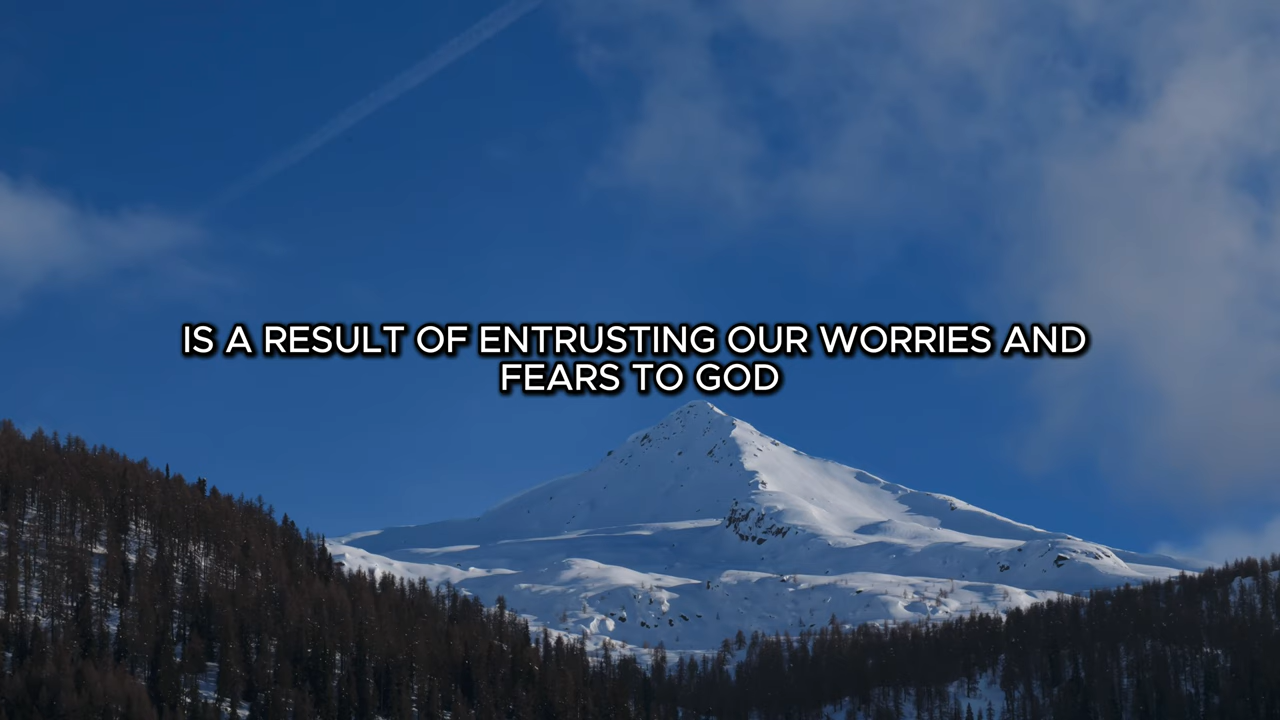 IS A RESULT OF ENTRUSTING OUR WORRIES AND
FEARS TO GOD